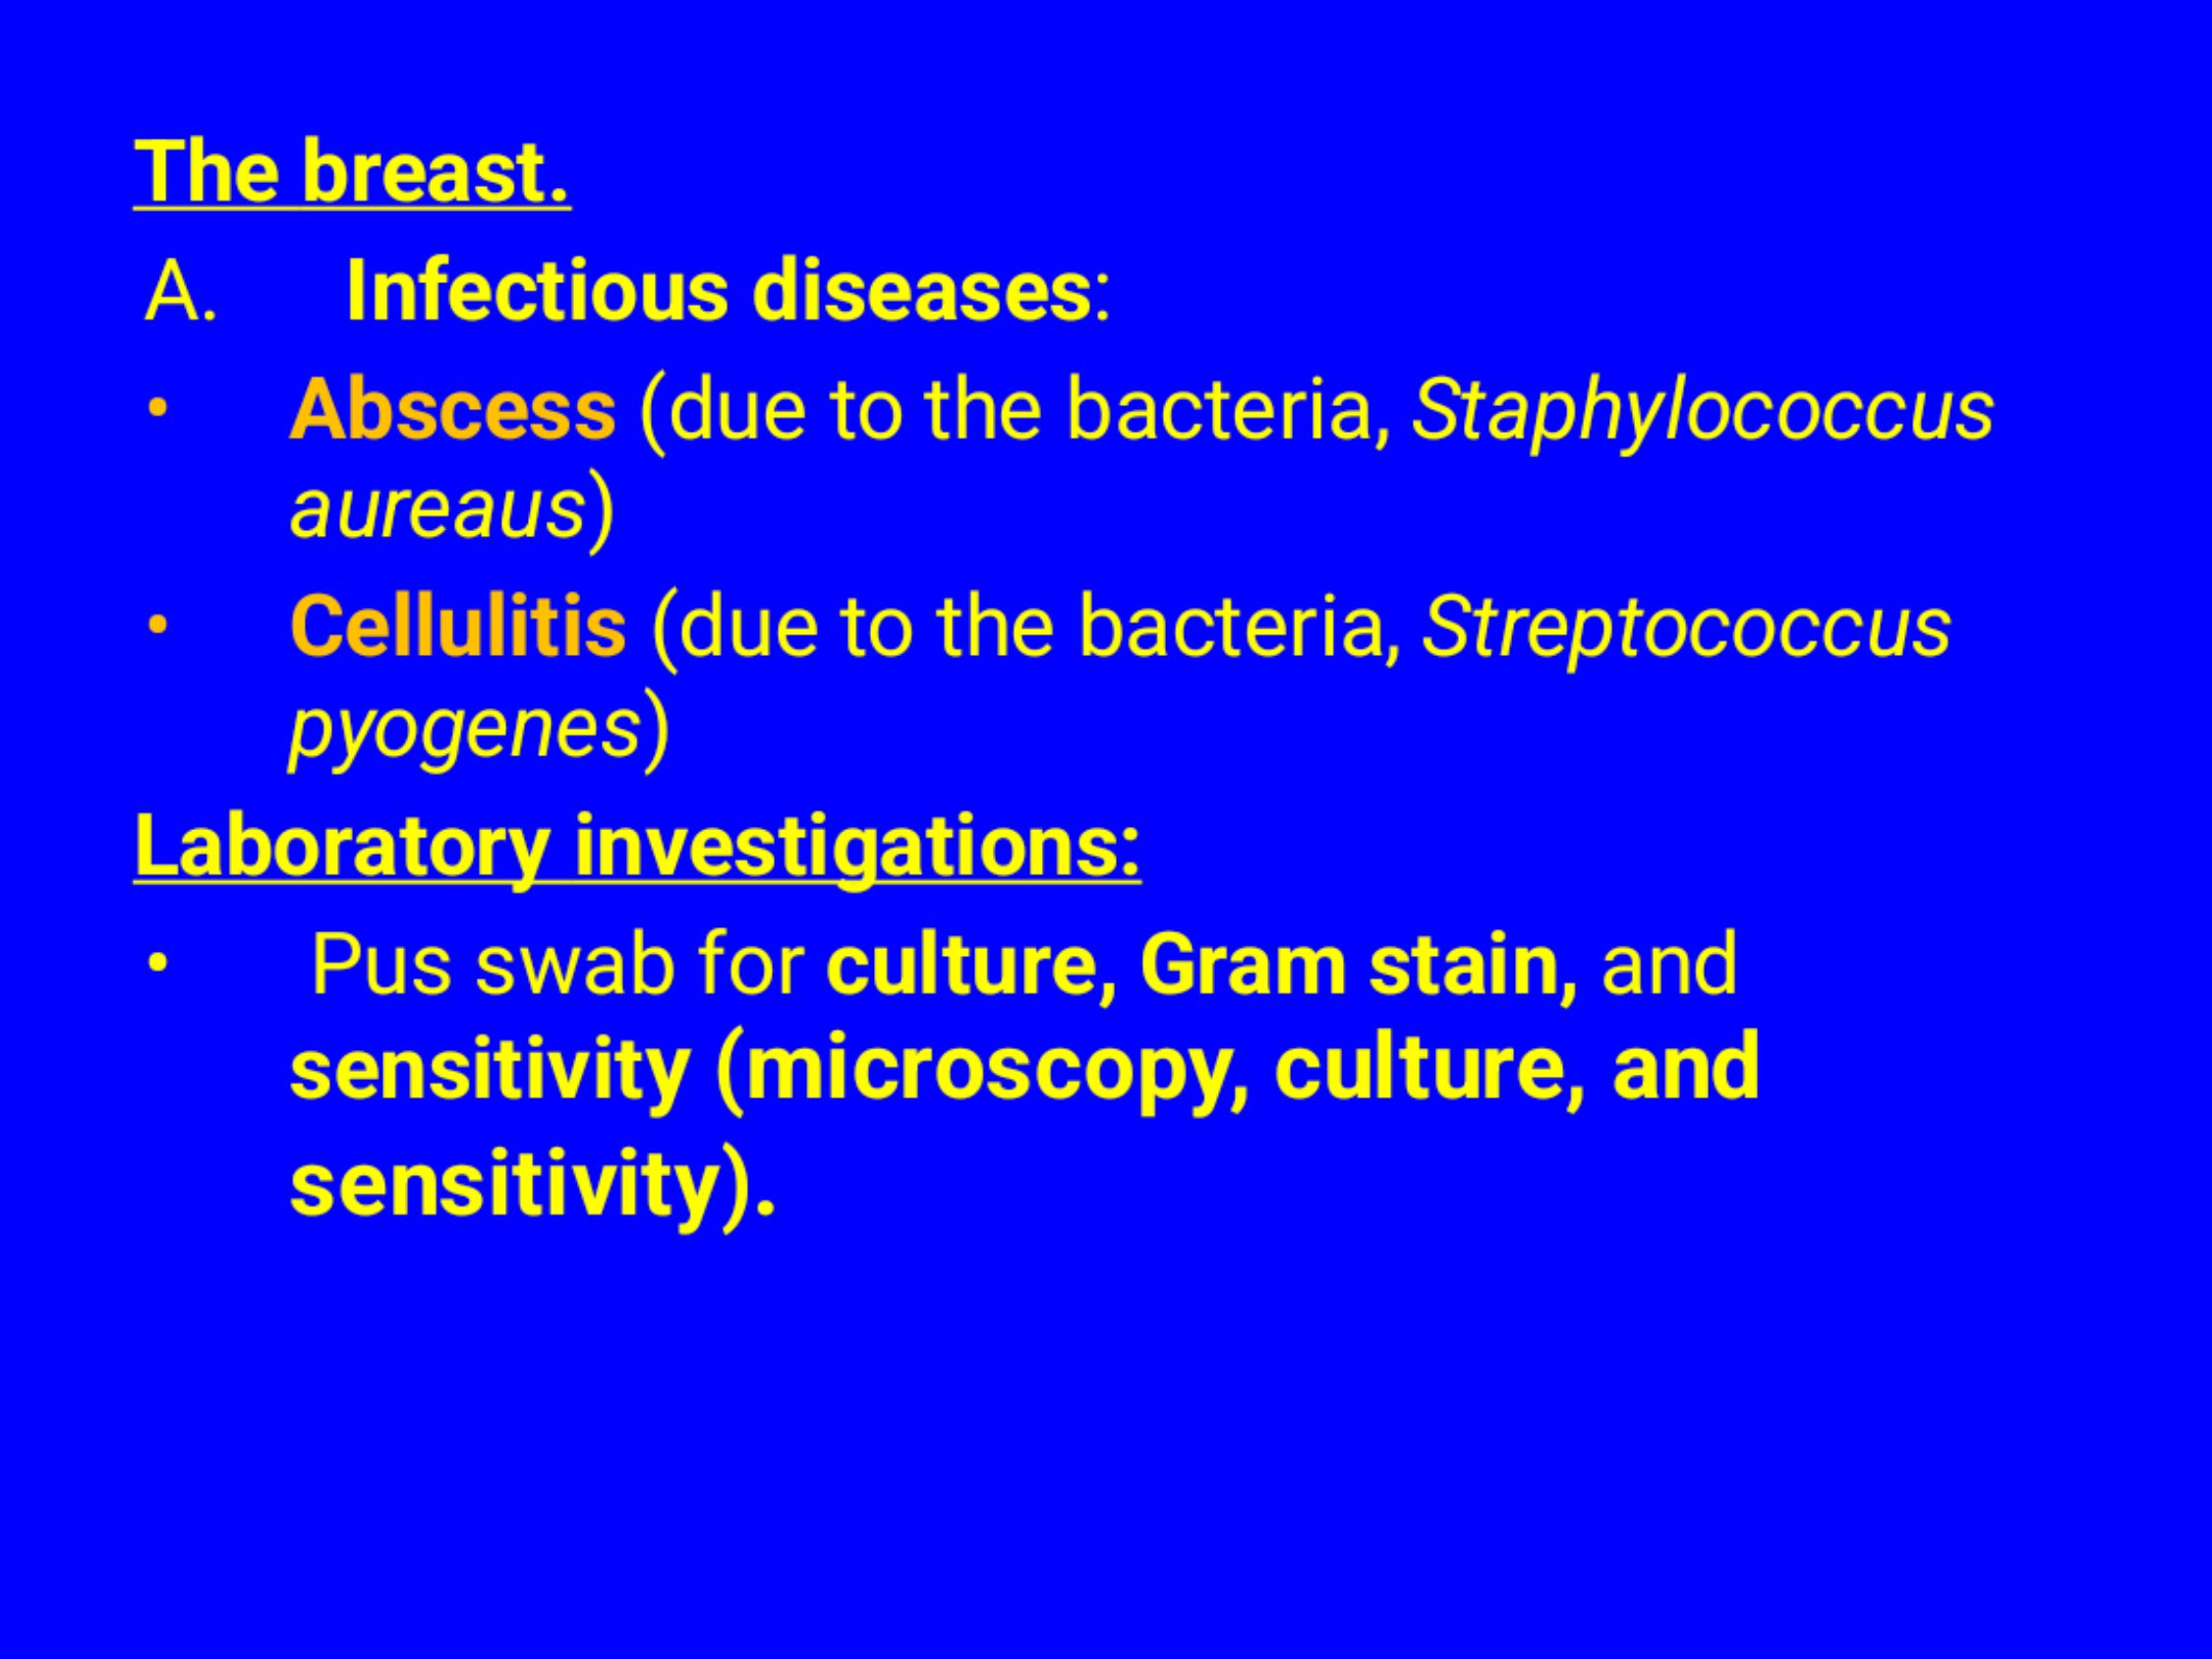 The breast.
A. Infectious diseases:
• Abscess (due to the bacteria, Staphylococcus
aureaus)
• Cellulitis (due to the bacteria, Streptococcus
pyogenes)
Laboratory investigations:
• Pus swab for culture, Gram stain, and
sensitivity (microscopy, culture, and
sensitivity).